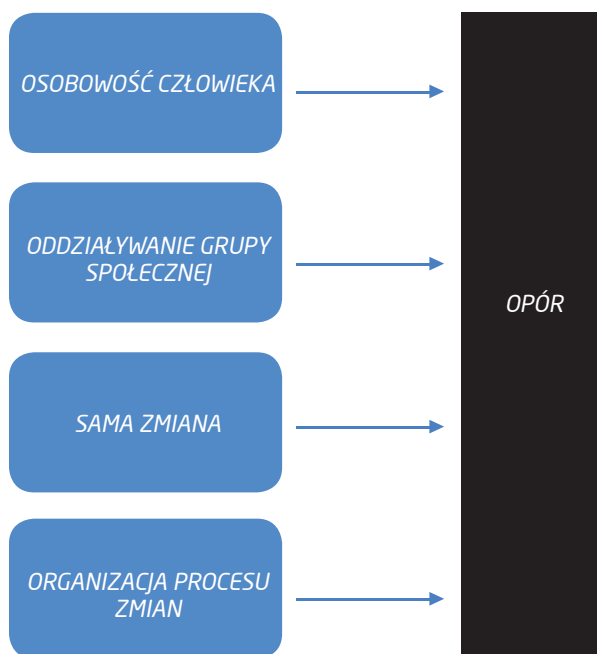 OSOBOWOŚĆ CZŁOWIEKA
ODDZIAŁYWANIE GRUPY
SPOŁECZNEJ
OPÓR
SAMA ZMIANA
ORGANIZACJA PROCESU
ZMIAN